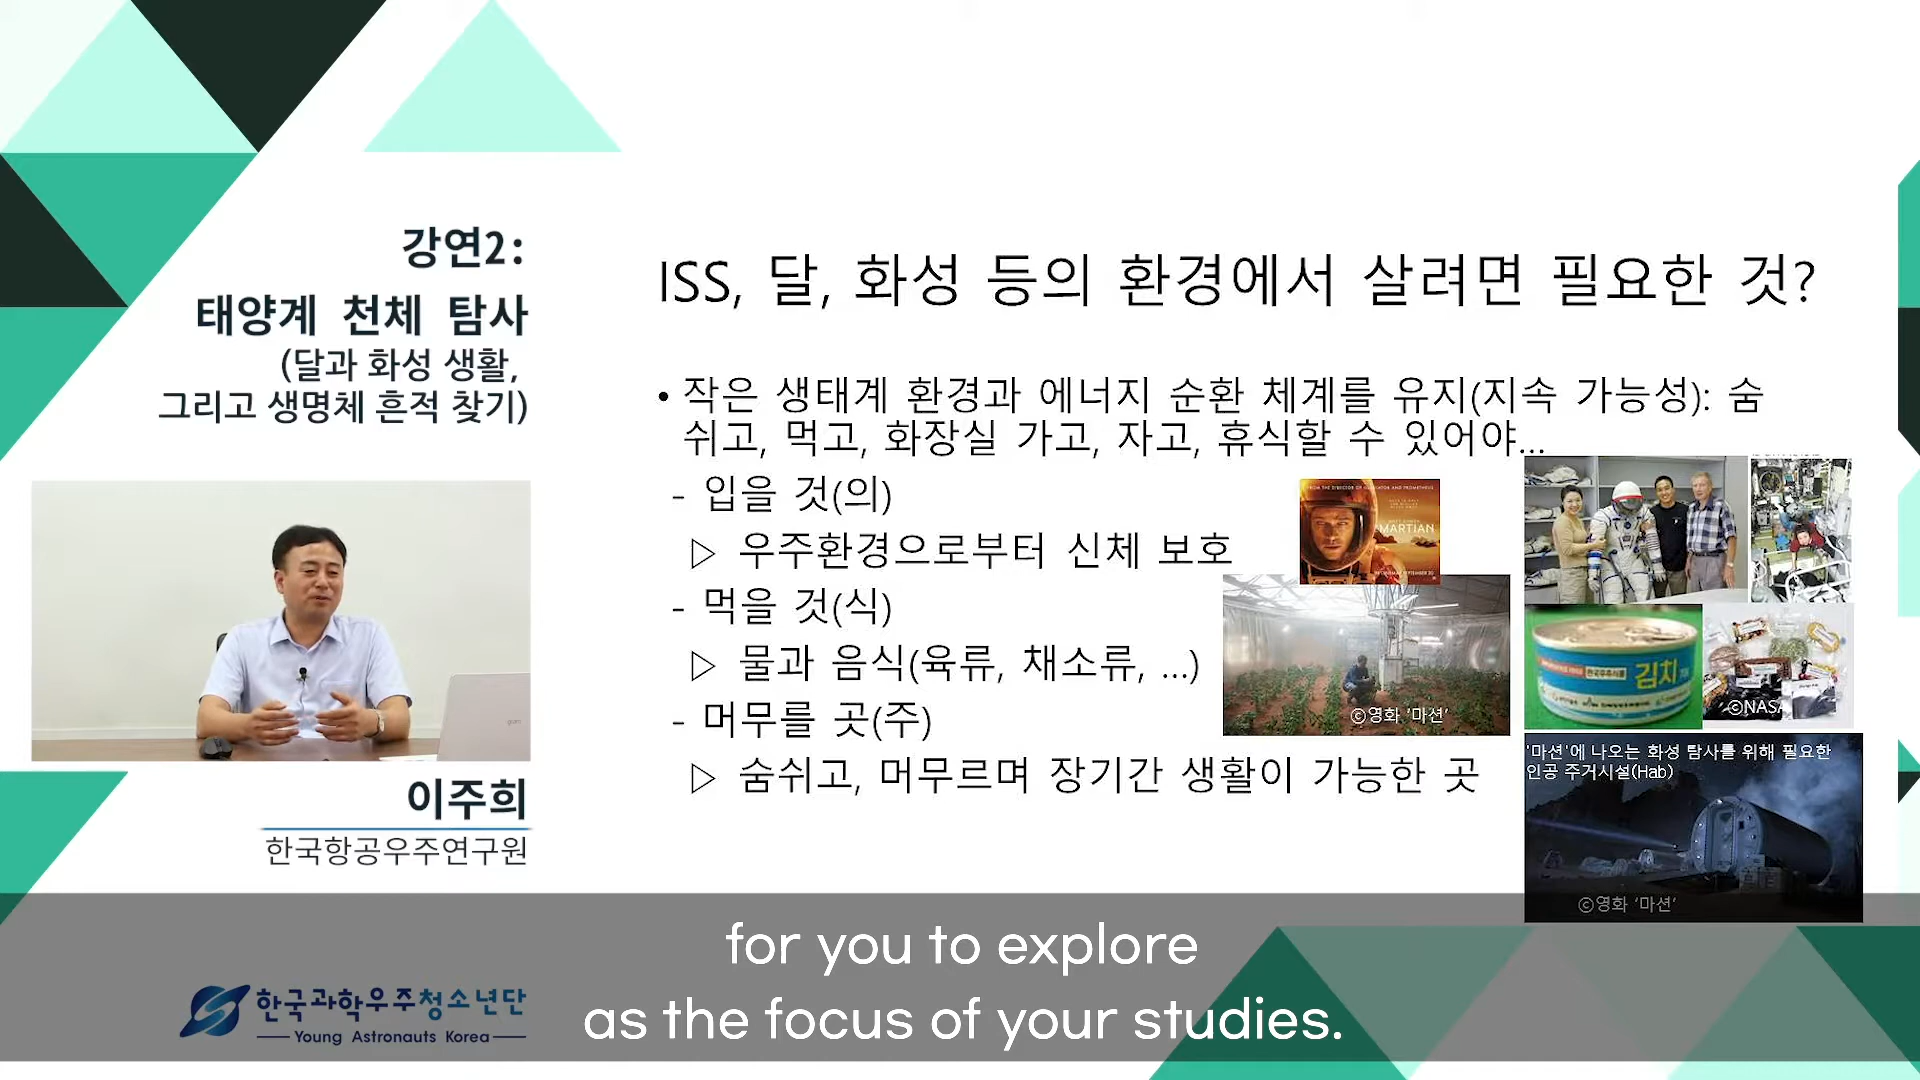 강연2:
태양계 천체 탐사
(달과 화성 생활,
그리고 생명체 흔적 찾기)
이주희
한국항공우주연구원
ISS, 달, 화성 등의 환경에서 살려면 필요한 것?
• 작은 생태계 환경과 에너지 순환 체계를 유지(지속 가능성): 숨
쉬고, 먹고, 화장실 가고, 자고, 휴식할 수 있어야...
- 입을 것(의)
▷ 우주환경으로부터 신체 보호
- 먹을 것(식)
▷ 물과 음식(육류, 채소류, ...)
- 머무를 곳(주)
▷ 숨쉬고, 머무르며 장기간 생활이 가능한 곳
MARTIAN
ⓒ영화 '마션'
김치
ⓒNASA
'마션'에 나오는 화성 탐사를 위해 필요한
인공 주거시설(Hab)
ⓒ영화 '마션'
한국과학우주청소년단
Young Astronauts Korea
for you to explore
as the focus of your studies.